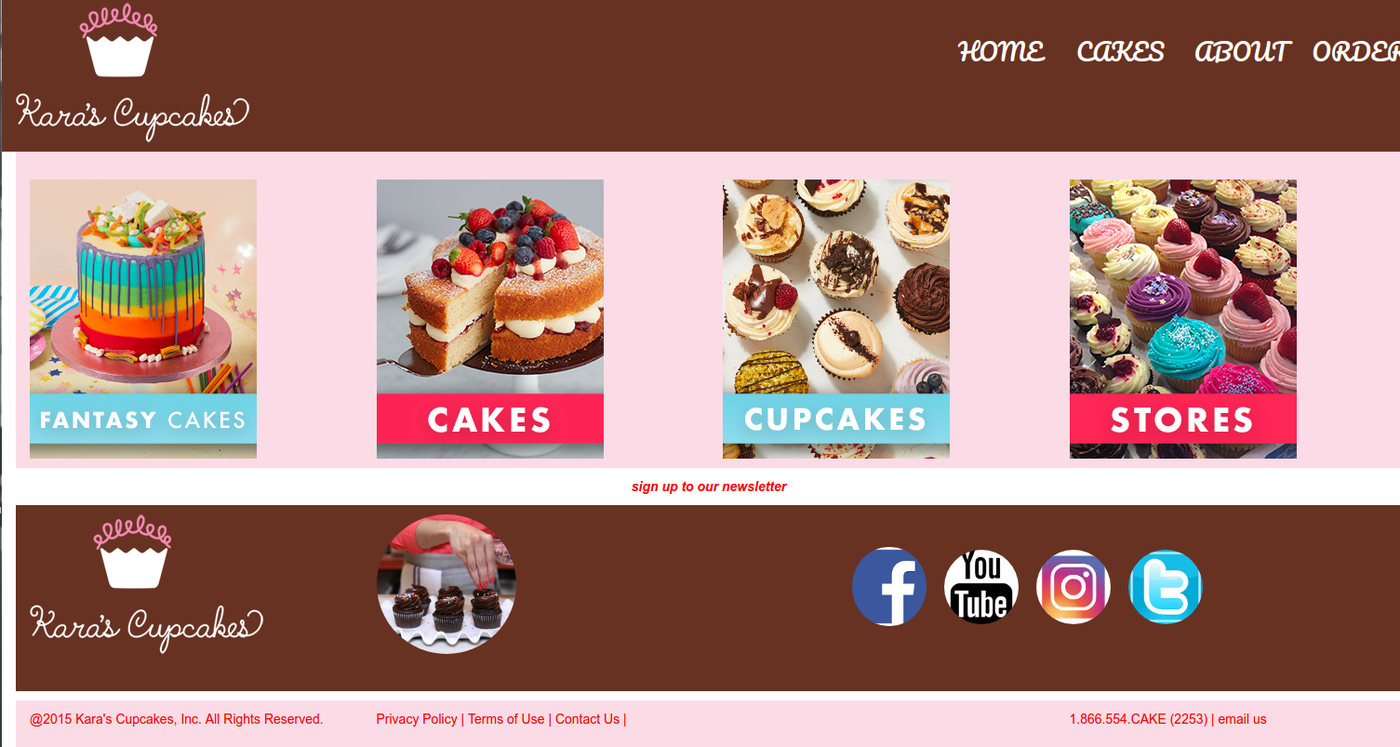 Kara's Cupcakes
HOME CAKES ABOUT ORDER
FANTASY CAKES
CAKES
CUPCAKES
STORES
sign up to our newsletter
Kara's Cupcakes
f
You
Tube
t
@2015 Kara's Cupcakes, Inc. All Rights Reserved.
Privacy Policy | Terms of Use | Contact Us |
1.866.554.CAKE (2253) | email us